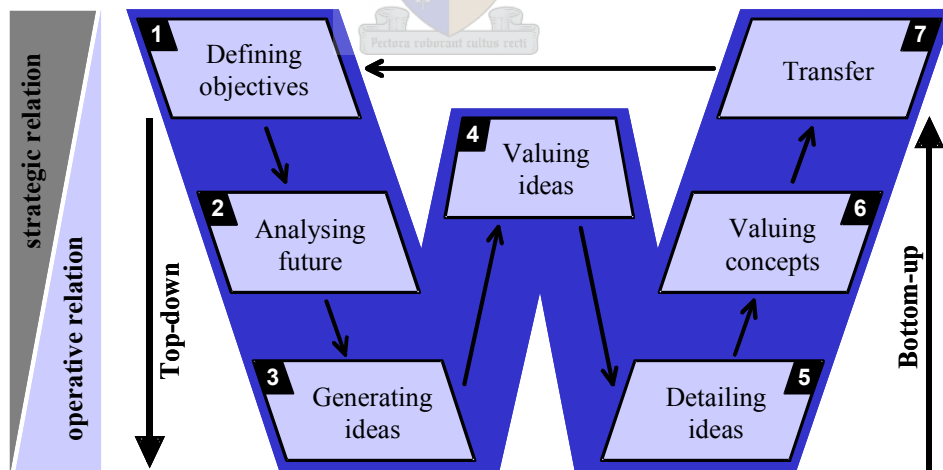 Pectura roborant cultus recti
strategic relation
operative relation
Top-down
1
Defining
objectives
2
Analysing
future
3
Generating
ideas
4
Valuing
ideas
5
Detailing
ideas
6
Valuing
concepts
7
Transfer
Bottom-up